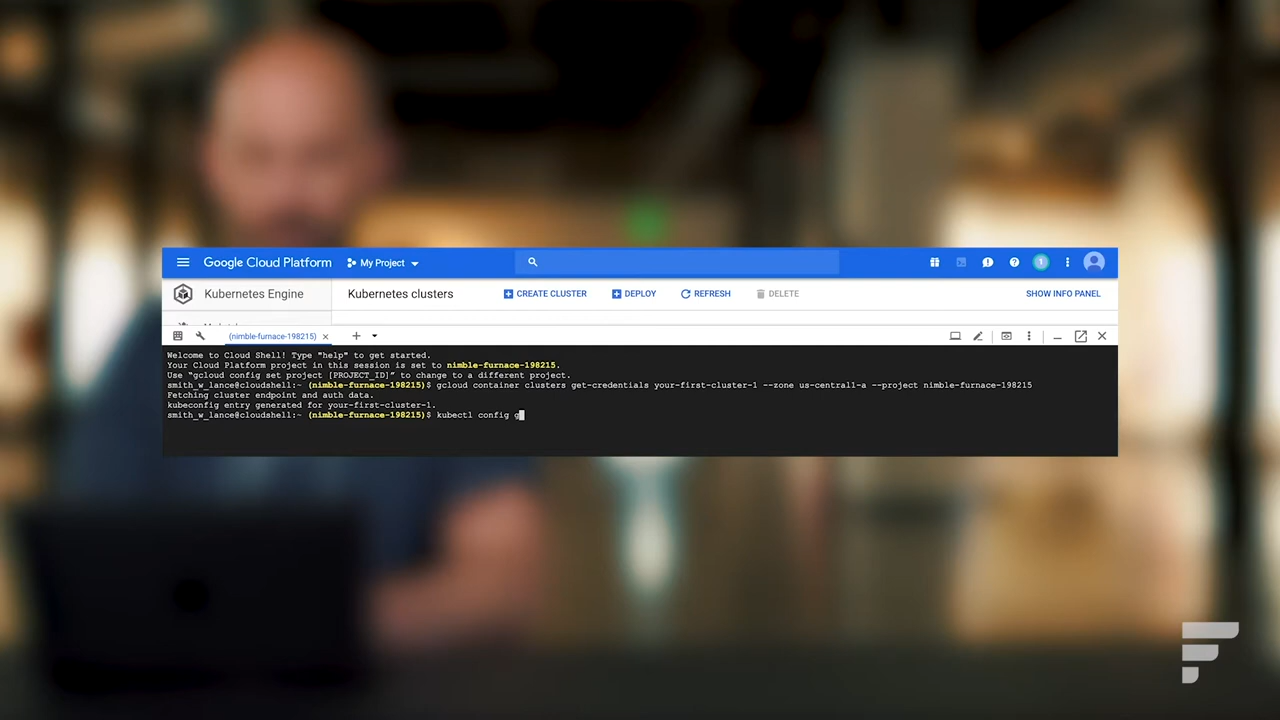 Google Cloud Platform
My Project
1
Kubernetes Engine
Kubernetes clusters
CREATE CLUSTER
DEPLOY
REFRESH
DELETE
SHOW INFO PANEL
(nimble-furnace-198215)
Welcome to Cloud Shell! Type "help" to get started.
Your Cloud Platform project in this session is set to nimble-furnace-198215.
Use "gcloud config set project [PROJECT_ID]" to change to a different project.
smith_w_lance@cloudshell:~ (nimble-furnace-198215)$ gcloud container clusters get-credentials your-first-cluster-1 --zone us-central1-a --project nimble-furnace-198215
Fetching cluster endpoint and auth data.
kubeconfig entry generated for your-first-cluster-1.
smith_w_lance@cloudshell:~ (nimble-furnace-198215)$ kubectl config g